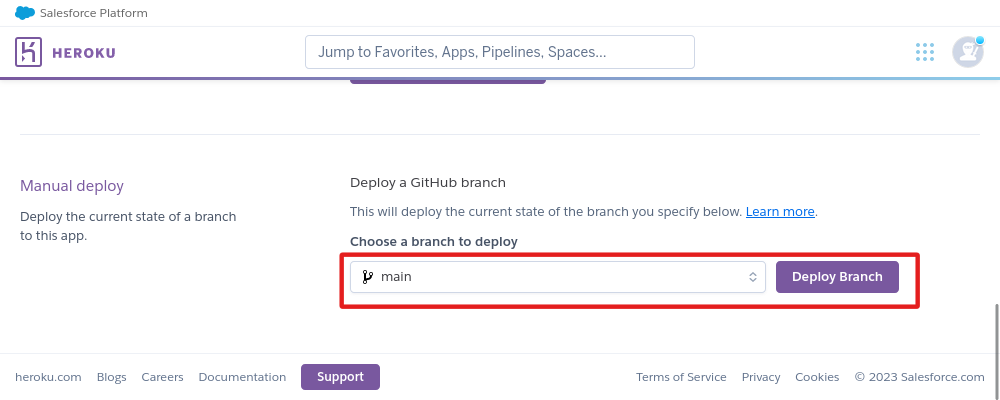 Salesforce Platform
HEROKU
Jump to Favorites, Apps, Pipelines, Spaces...
Manual deploy
Deploy the current state of a branch
to this app.
Deploy a GitHub branch
This will deploy the current state of the branch you specify below. Learn more.
Choose a branch to deploy
main
Deploy Branch
heroku.com Blogs Careers Documentation Support Terms of Service Privacy Cookies © 2023 Salesforce.com